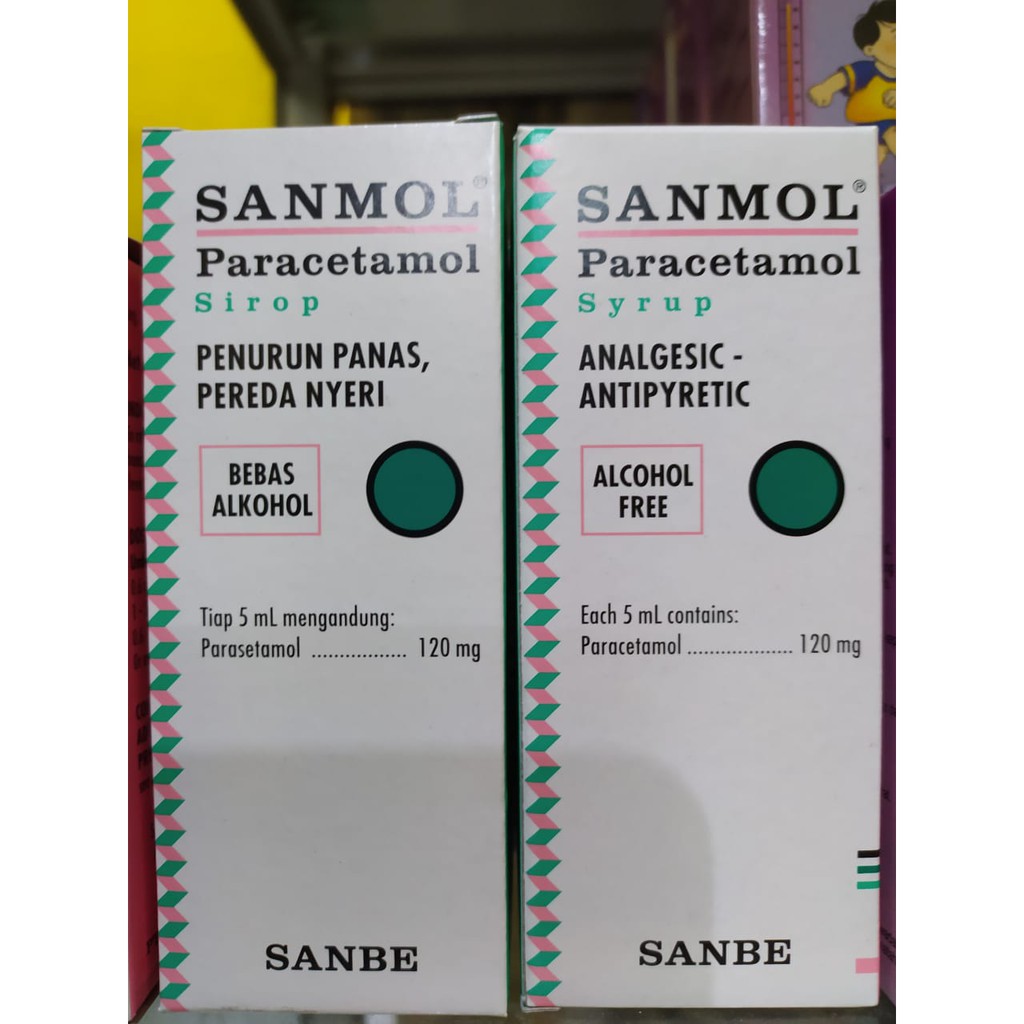 SANMOL®
Paracetamol
Sirop
PENURUN PANAS,
PEREDA NYERI
BEBAS
ALKOHOL
Tiap 5 mL mengandung:
Parasetamol ................. 120 mg
SANBE
SANMOL®
Paracetamol
Syrup
ANALGESIC -
ANTIPYRETIC
ALCOHOL
FREE
Each 5 mL contains:
Paracetamol ................... 120 mg
SANBE